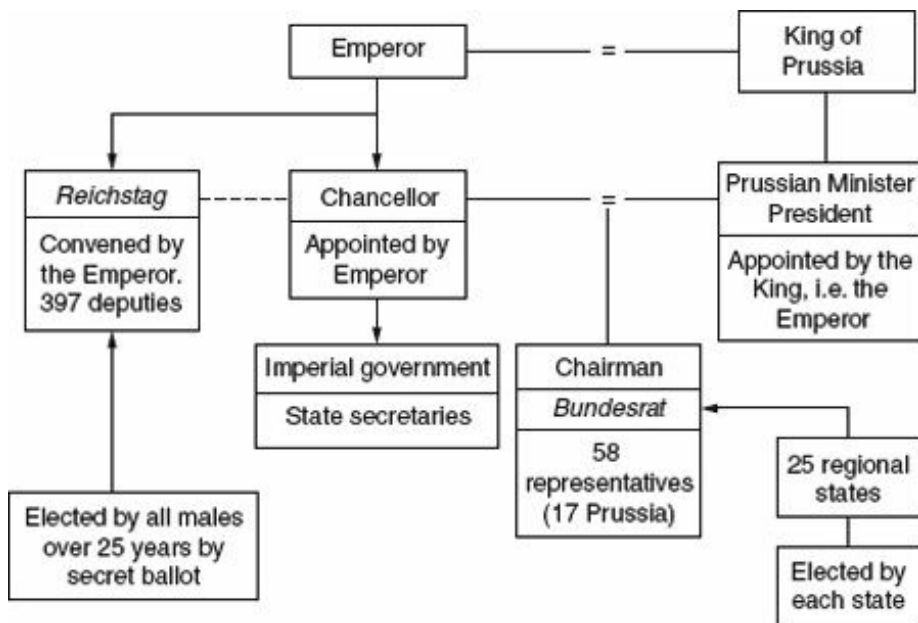 Emperor
=
King of
Prussia
Reichstag
Convened by
the Emperor.
397 deputies
Chancellor
Appointed by
Emperor
=
Prussian Minister
President
Appointed by the
King, i.e. the
Emperor
Imperial government
State secretaries
Chairman
Bundesrat
58
representatives
(17 Prussia)
25 regional
states
Elected by all males
over 25 years by
secret ballot
Elected by
each state